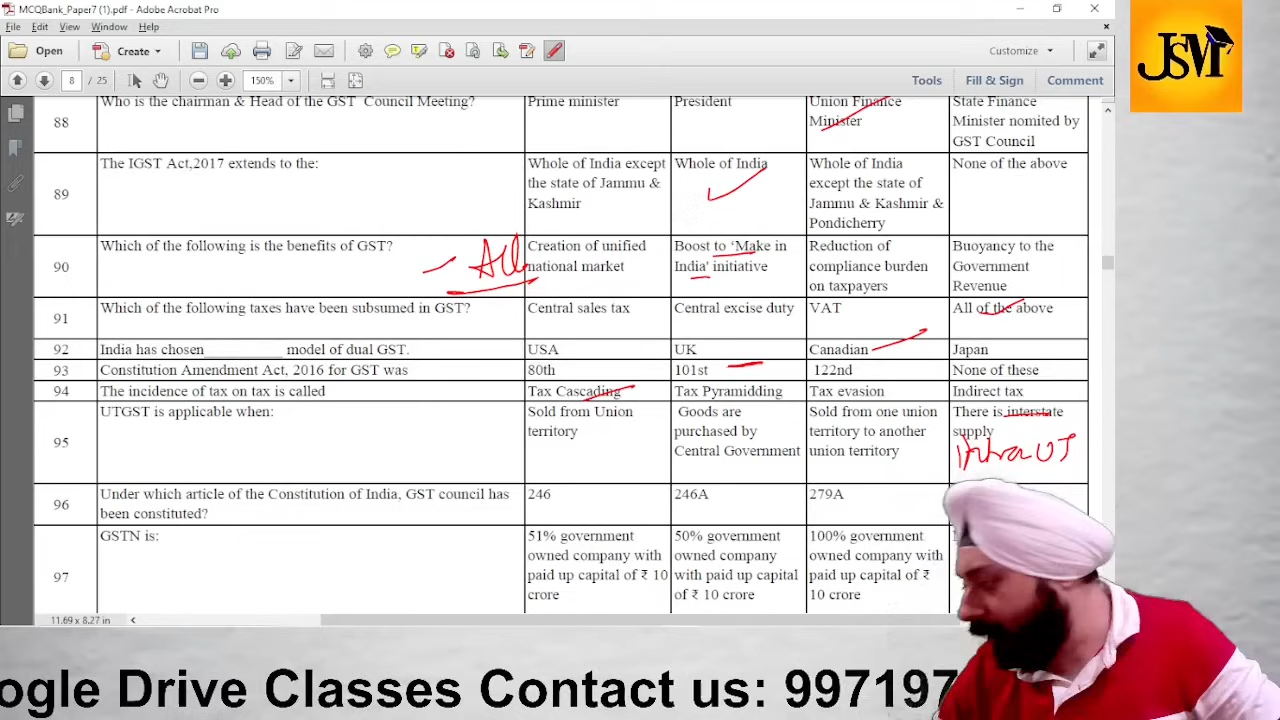 MCQBank_Paper7 (1).pdf - Adobe Acrobat Pro
File Edit View Window Help
Open Create Customize
8 / 25 150% Tools Fill & Sign Comment
88 Who is the chairman & Head of the GST Council Meeting? Prime minister President Union Finance Minister State Finance Minister nomited by GST Council
89 The IGST Act,2017 extends to the: Whole of India except the state of Jammu & Kashmir Whole of India Whole of India except the state of Jammu & Kashmir & Pondicherry None of the above
90 Which of the following is the benefits of GST? All Creation of unified national market Boost to ‘Make in India' initiative Reduction of compliance burden on taxpayers Buoyancy to the Government Revenue
91 Which of the following taxes have been subsumed in GST? Central sales tax Central excise duty VAT All of the above
92 India has chosen___________ model of dual GST. USA UK Canadian Japan
93 Constitution Amendment Act, 2016 for GST was 80th 101st 122nd None of these
94 The incidence of tax on tax is called Tax Cascading Tax Pyramidding Tax evasion Indirect tax
95 UTGST is applicable when: Sold from Union territory Goods are purchased by Central Government Sold from one union territory to another union territory There is interstate supply Intra UT
96 Under which article of the Constitution of India, GST council has been constituted? 246 246A 279A
97 GSTN is: 51% government owned company with paid up capital of ₹ 10 crore 50% government owned company with paid up capital of ₹ 10 crore 100% government owned company with paid up capital of ₹ 10 crore
11.69 x 8.27 in
JSM
ogle Drive Classes Contact us: 997197